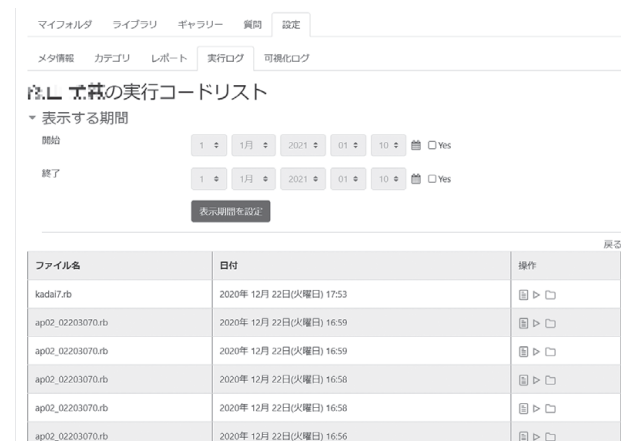 マイフォルダ ライブラリ ギャラリー 質問 設定
メタ情報 カテゴリ レポート 実行ログ 可視化ログ
の実行コードリスト
表示する期間
開始 1 1月 2021 01 10 Yes
終了 1 1月 2021 01 10 Yes
表示期間を設定
戻る
ファイル名 日付 操作
kadai7.rb 2020年 12月 22日(火曜日) 17:53
ap02_02203070.rb 2020年 12月 22日(火曜日) 16:59
ap02_02203070.rb 2020年 12月 22日(火曜日) 16:59
ap02_02203070.rb 2020年 12月 22日(火曜日) 16:58
ap02_02203070.rb 2020年 12月 22日(火曜日) 16:58
ap02_02203070.rb 2020年 12月 22日(火曜日) 16:56